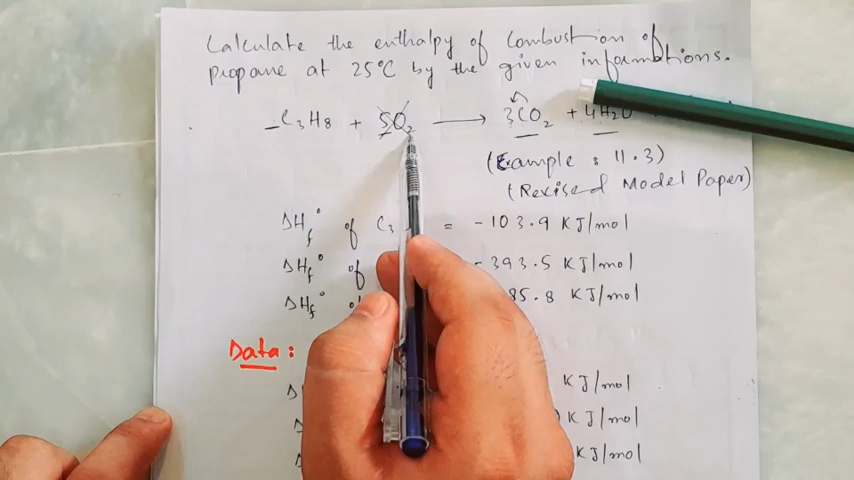 Calculate the enthalpy of Combustion of
propane at 25°C by the given informations.
C3H8 + 5O2 → 3CO2 + 4H2O
(Example : 11.3)
(Revised Model Paper)
ΔHf° of C3 = -103.9 KJ/mol
ΔHf° of -393.5 KJ/mol
ΔHf° 85.8 KJ/mol
Data:
KJ/mol
KJ/mol
KJ/mol